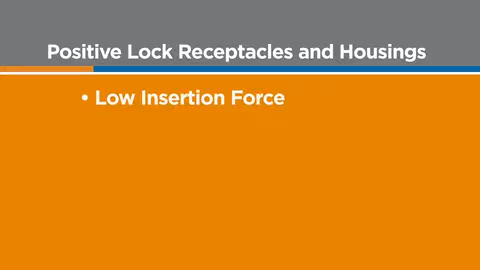 Positive Lock Receptacles and Housings
• Low Insertion Force